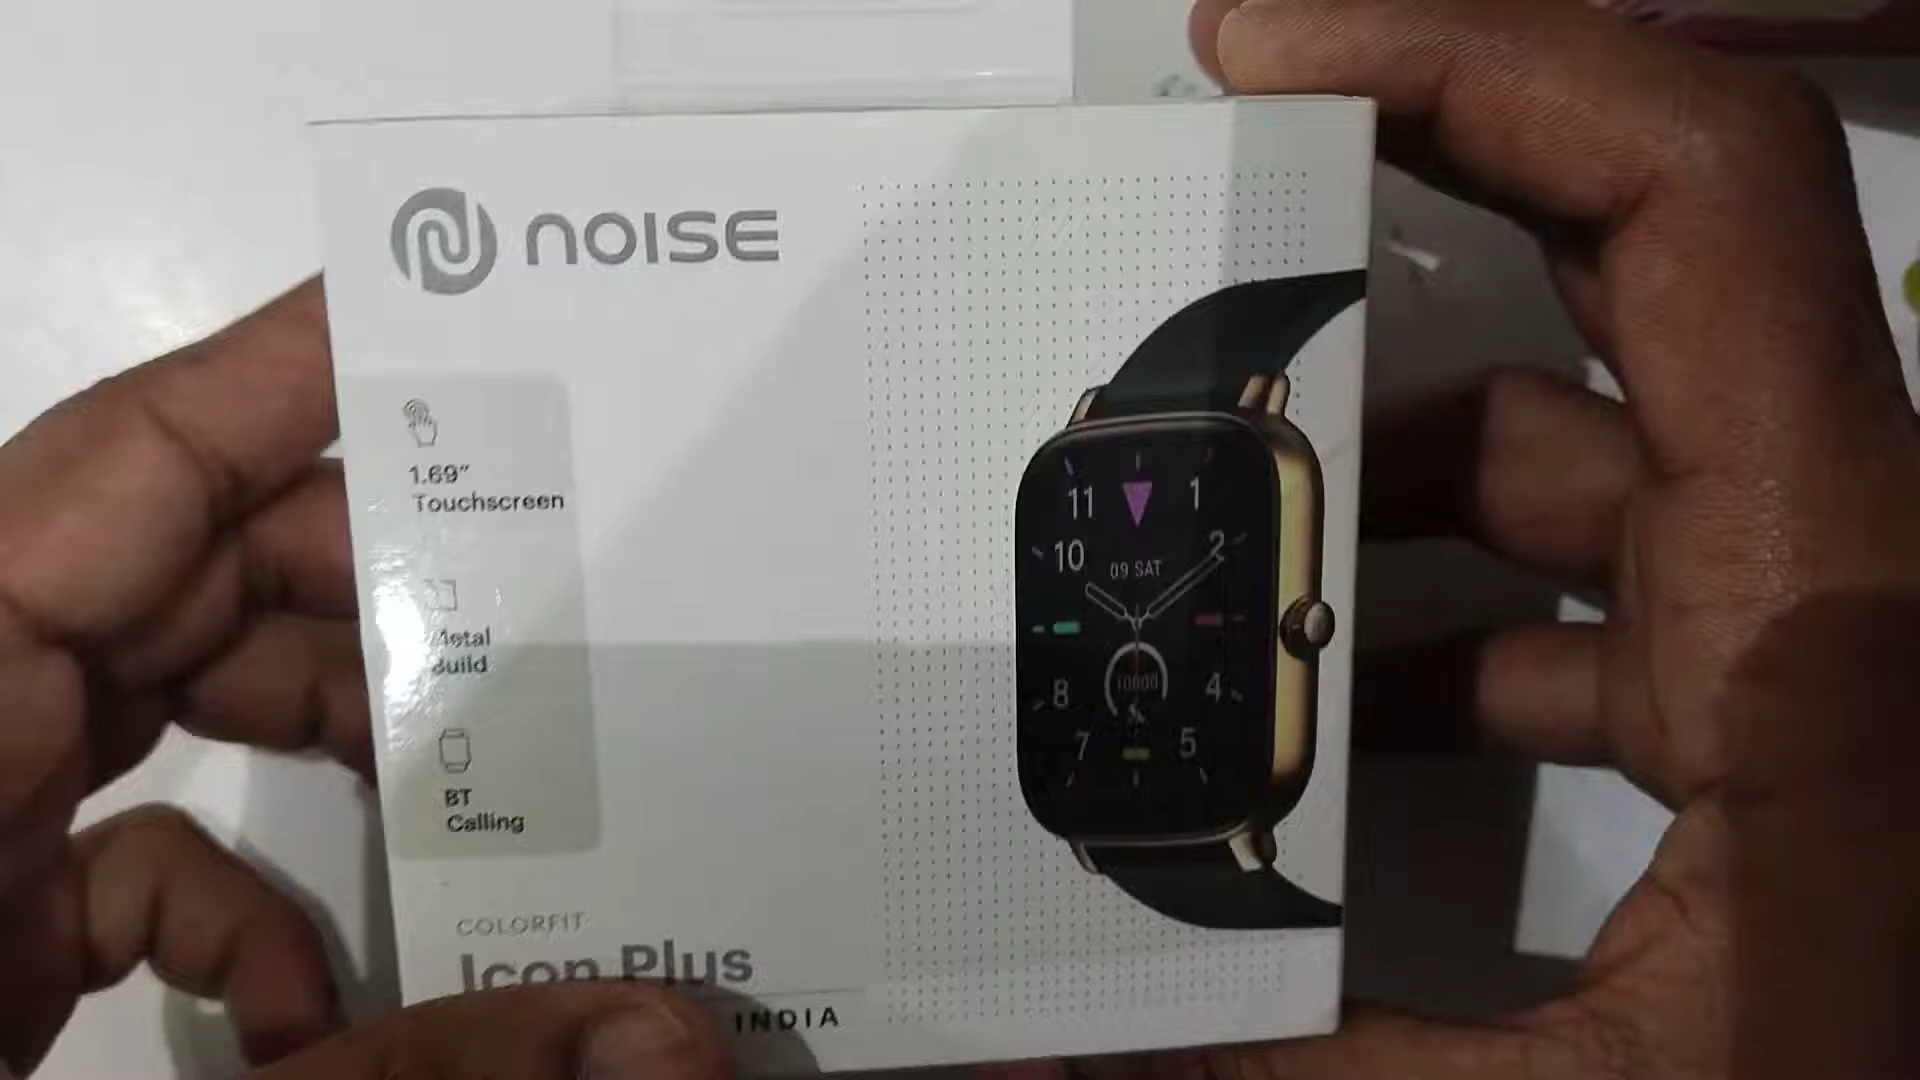 NOISE
1.69"
Touchscreen
Metal
Build
BT
Calling
COLORFIT
Icon Plus
INDIA
11 1
10 2
09 SAT
10000
8 4
7 5